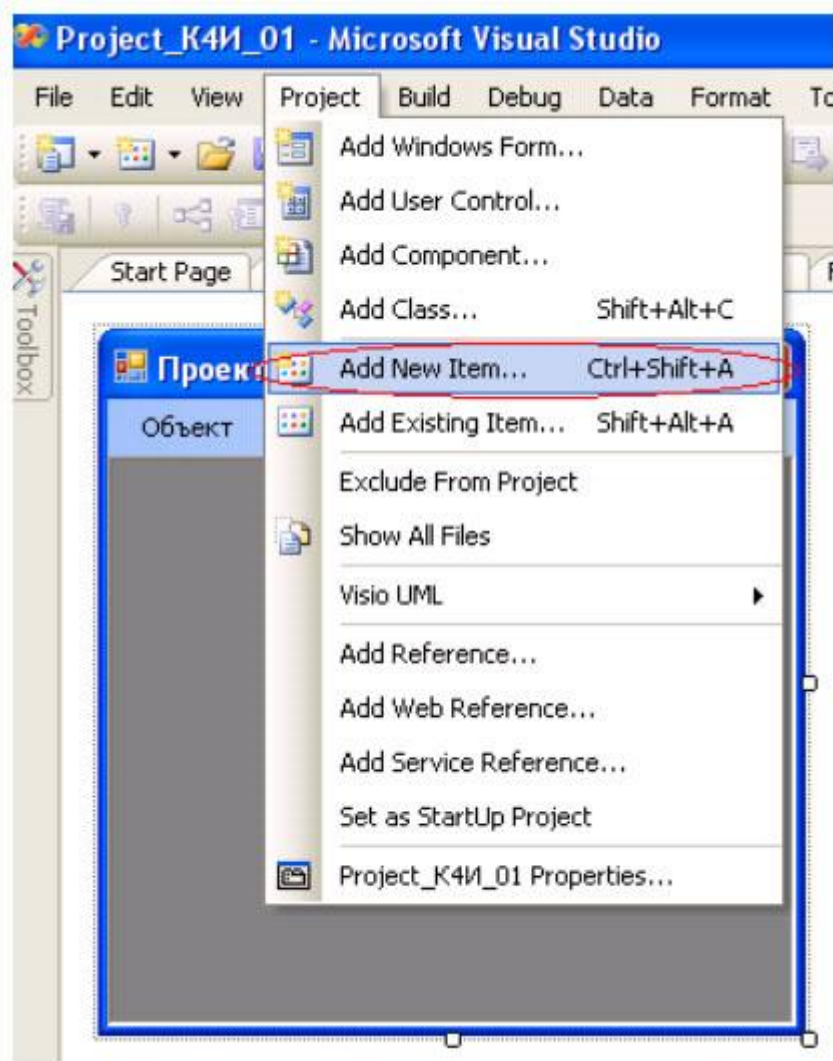 Project_К4И_01 - Microsoft Visual Studio
File Edit View Project Build Debug Data Format
Add Windows Form...
Add User Control...
Add Component...
Start Page
Add Class... Shift+Alt+C
Toolbox
Проект
Add New Item... Ctrl+Shift+A
Объект
Add Existing Item... Shift+Alt+A
Exclude From Project
Show All Files
Visio UML
Add Reference...
Add Web Reference...
Add Service Reference...
Set as StartUp Project
Project_К4И_01 Properties...